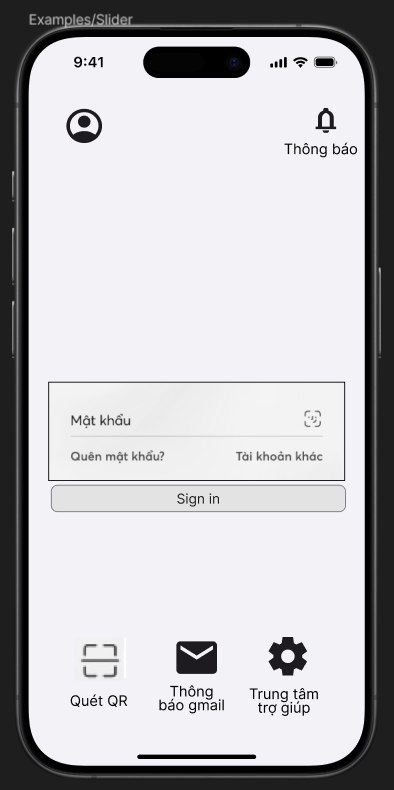 Examples/Slider
9:41
Thông báo
Mật khẩu
Quên mật khẩu?
Tài khoản khác
Sign in
Quét QR
Thông
báo gmail
Trung tâm
trợ giúp